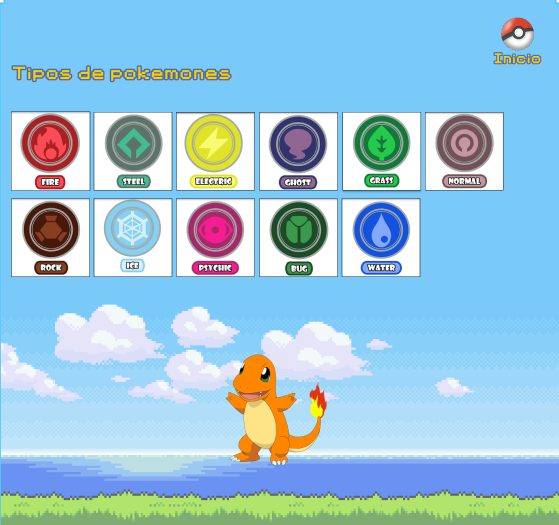 Inicio
Tipos de pokemones
FIRE
STEEL
ELECTRIC
GHOST
GRASS
NORMAL
ROCK
ICE
PSYCHIC
BUG
WATER